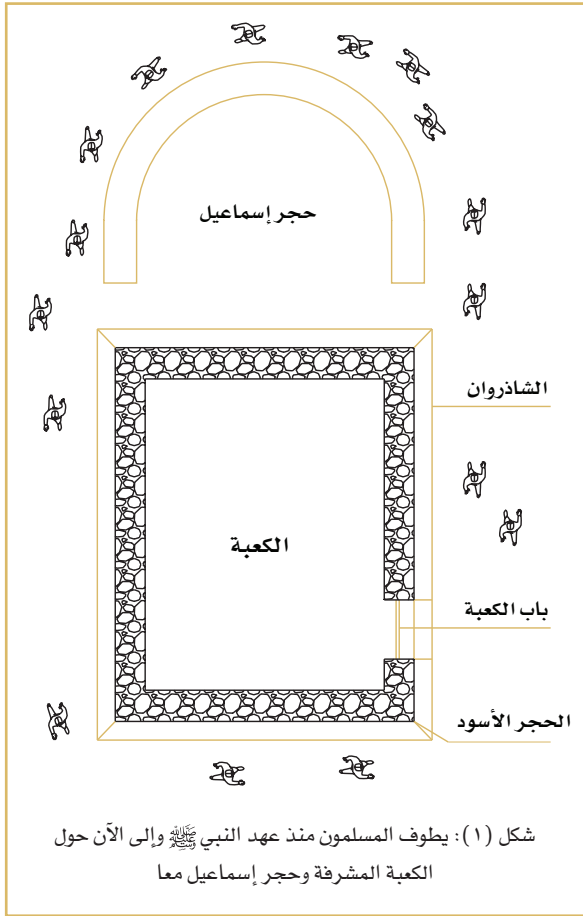 حجر إسماعيل
الشاذروان
الكعبة
باب الكعبة
الحجر الأسود
شكل (١): يطوف المسلمون منذ عهد النبي ﷺ وإلى الآن حول
الكعبة المشرفة وحجر إسماعيل معا